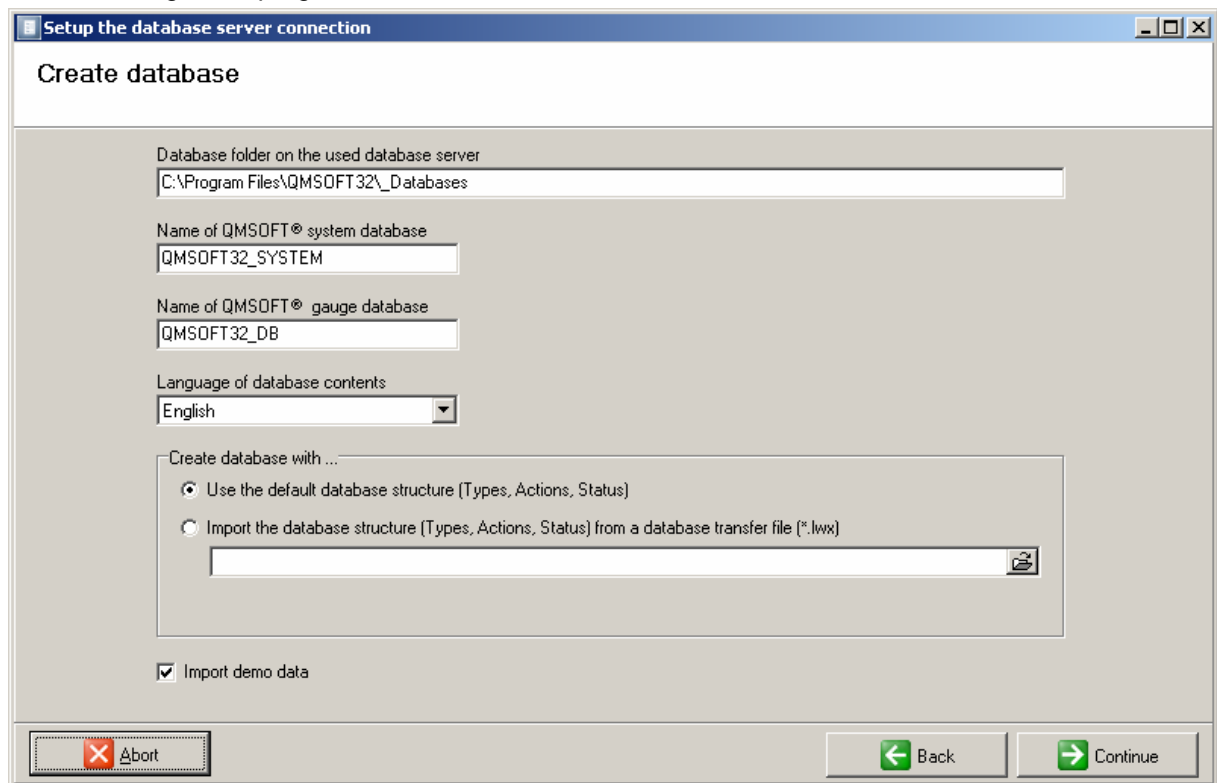 Setup the database server connection
Create database
Database folder on the used database server
C:\Program Files\QMSOFT32\_Databases
Name of QMSOFT® system database
QMSOFT32_SYSTEM
Name of QMSOFT® gauge database
QMSOFT32_DB
Language of database contents
English
Create database with ...
Use the default database structure (Types, Actions, Status)
Import the database structure (Types, Actions, Status) from a database transfer file (*.lwx)
Import demo data
Abort
Back
Continue